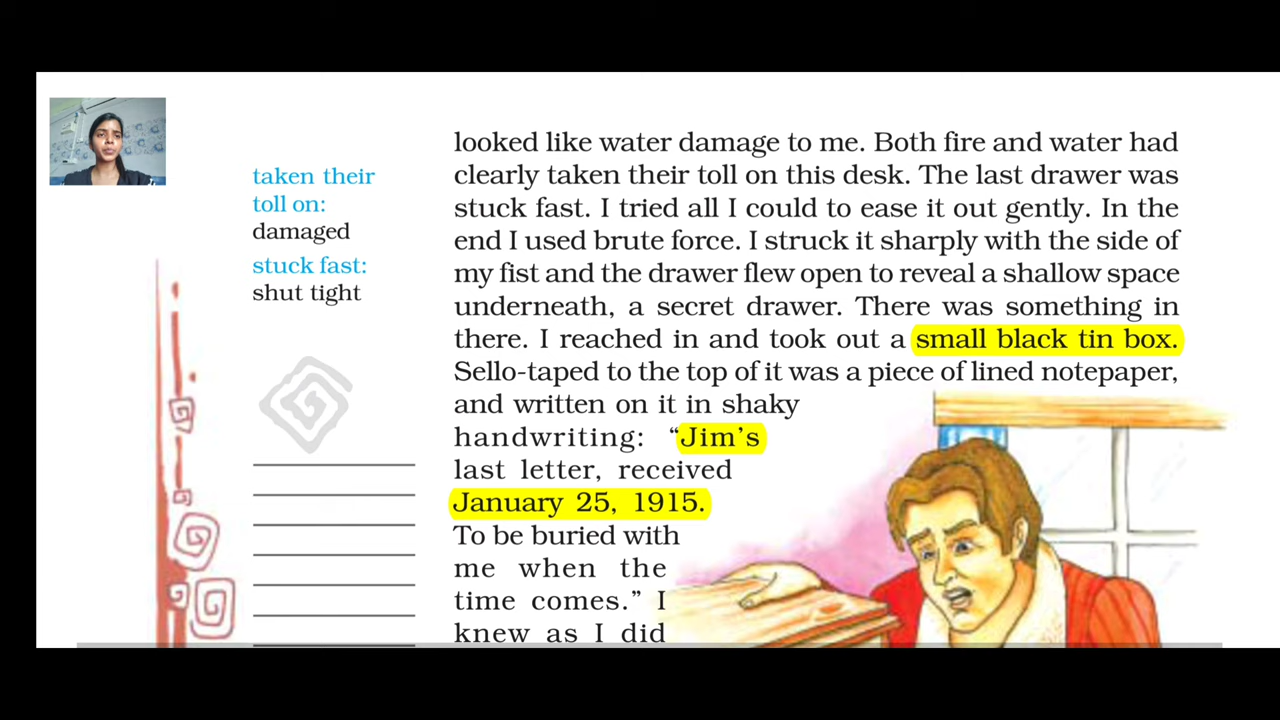 looked like water damage to me. Both fire and water had
clearly taken their toll on this desk. The last drawer was
stuck fast. I tried all I could to ease it out gently. In the
end I used brute force. I struck it sharply with the side of
my fist and the drawer flew open to reveal a shallow space
underneath, a secret drawer. There was something in
there. I reached in and took out a small black tin box.
Sello-taped to the top of it was a piece of lined notepaper,
and written on it in shaky
handwriting: “Jim’s
last letter, received
January 25, 1915.
To be buried with
me when the
time comes.” I
knew as I did
taken their
toll on:
damaged
stuck fast:
shut tight